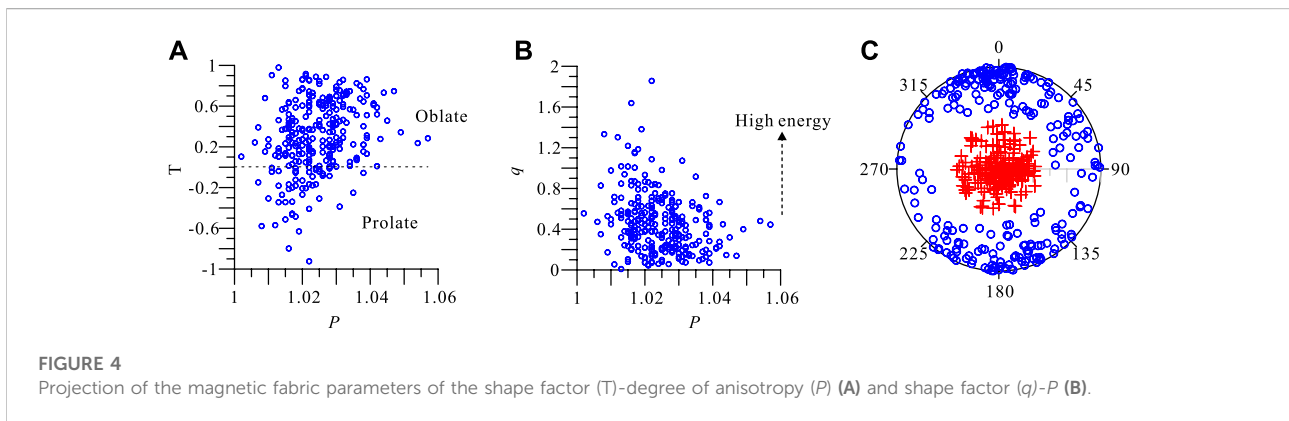 A
B
C
1
0.6
0.2
-0.2
-0.6
-1
T
1 1.02 1.04 1.06
P
Oblate
Prolate
2
1.6
1.2
0.8
0.4
0
q
1 1.02 1.04 1.06
P
High energy
0
45
90
135
180
225
270
315
FIGURE 4
Projection of the magnetic fabric parameters of the shape factor (T)-degree of anisotropy (P) (A) and shape factor (q)-P (B).